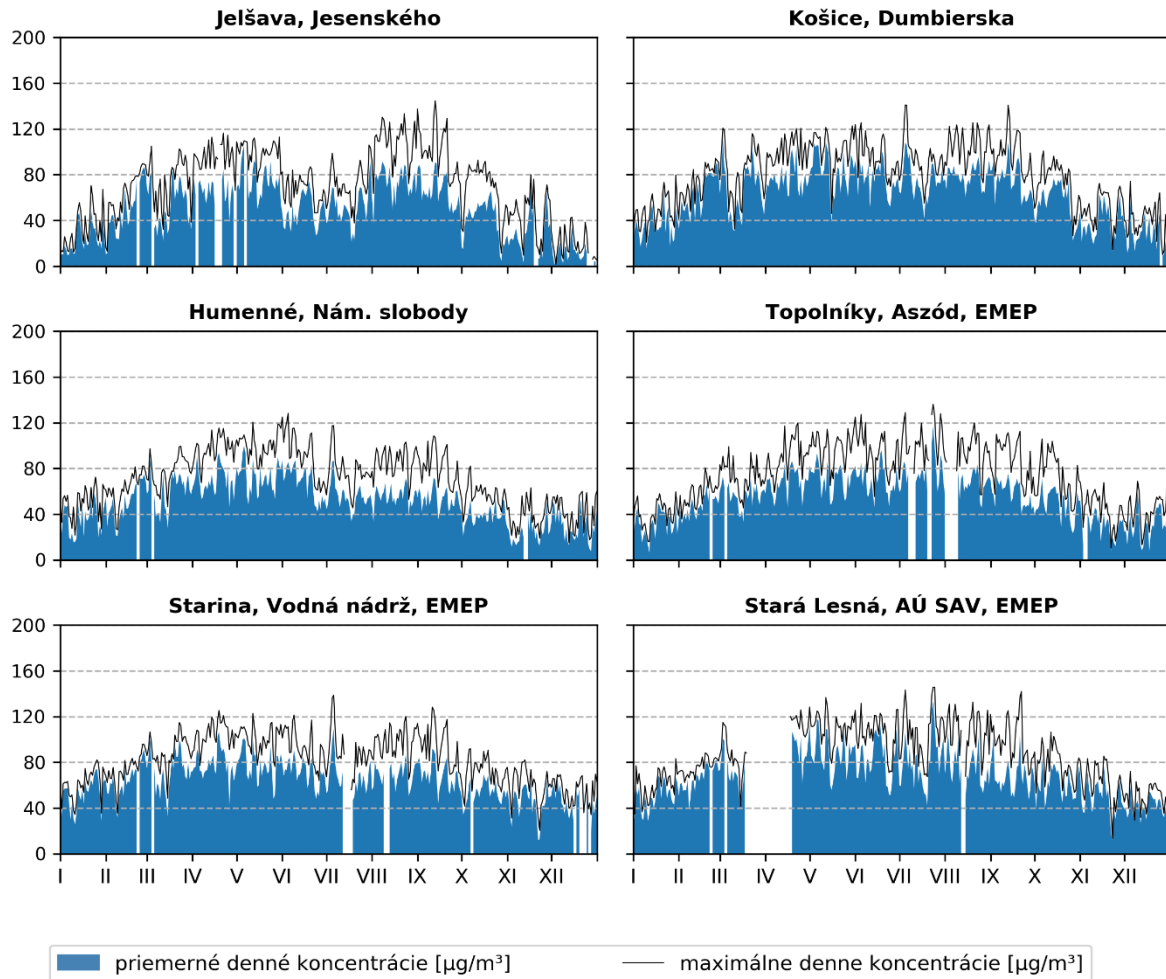 Jelšava, Jesenského
Košice, Dumbierska
200
160
120
80
40
0
Humenné, Nám. slobody
Topolníky, Aszód, EMEP
200
160
120
80
40
0
Starina, Vodná nádrž, EMEP
Stará Lesná, AÚ SAV, EMEP
200
160
120
80
40
0
I II III IV V VI VII VIII IX X XI XII
I II III IV V VI VII VIII IX X XI XII
priemerné denné koncentrácie [µg/m³]
maximálne denne koncentrácie [µg/m³]